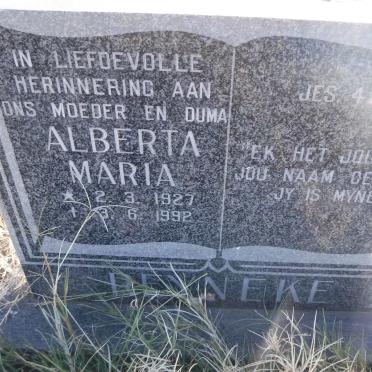 IN LIEFDEVOLLE
HERINNERING AAN
ONS MOEDER EN OUMA
ALBERTA
MARIA
* 2.3.1927
+ 3.6.1992
JES. 4
"EK HET JOU
JOU NAAM GE
JY IS MYNE
HENNEKE